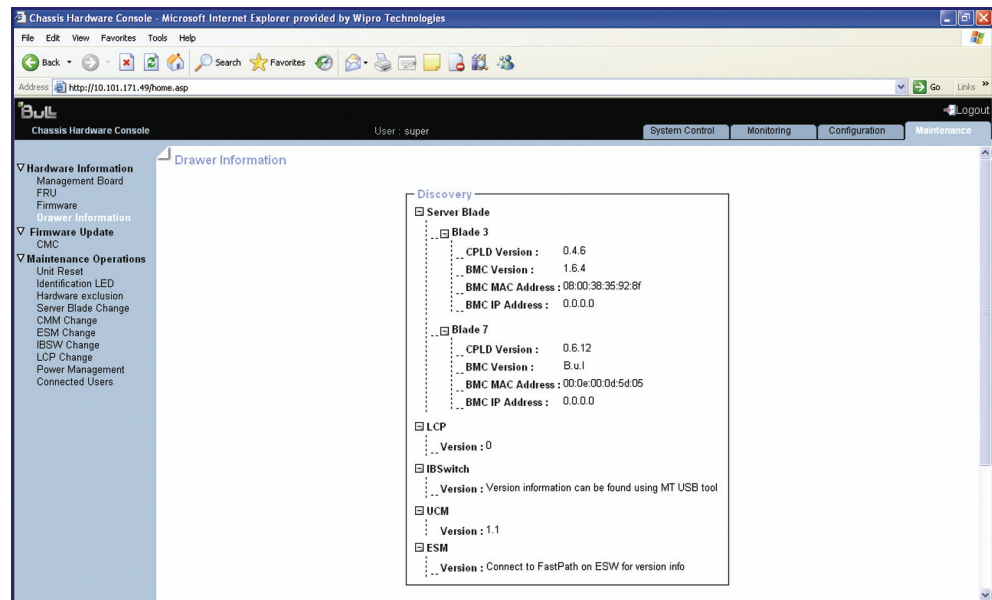 Chassis Hardware Console - Microsoft Internet Explorer provided by Wipro Technologies
File Edit View Favorites Tools Help
Back Search Favorites
Address http://10.101.171.49/home.asp Go Links »
Bull Logout
Chassis Hardware Console User : super System Control Monitoring Configuration Maintenance
Hardware Information
Management Board
FRU
Firmware
Drawer Information
Firmware Update
CMC
Maintenance Operations
Unit Reset
Identification LED
Hardware exclusion
Server Blade Change
CMM Change
ESM Change
IBSW Change
LCP Change
Power Management
Connected Users
Drawer Information
Discovery
Server Blade
Blade 3
CPLD Version : 0.4.6
BMC Version : 1.6.4
BMC MAC Address : 08:00:38:35:92:8f
BMC IP Address : 0.0.0.0
Blade 7
CPLD Version : 0.6.12
BMC Version : B.u.l
BMC MAC Address : 00:0e:00:0d:5d:05
BMC IP Address : 0.0.0.0
LCP
Version : 0
IBSwitch
Version : Version information can be found using MT USB tool
UCM
Version : 1.1
ESM
Version : Connect to FastPath on ESW for version info